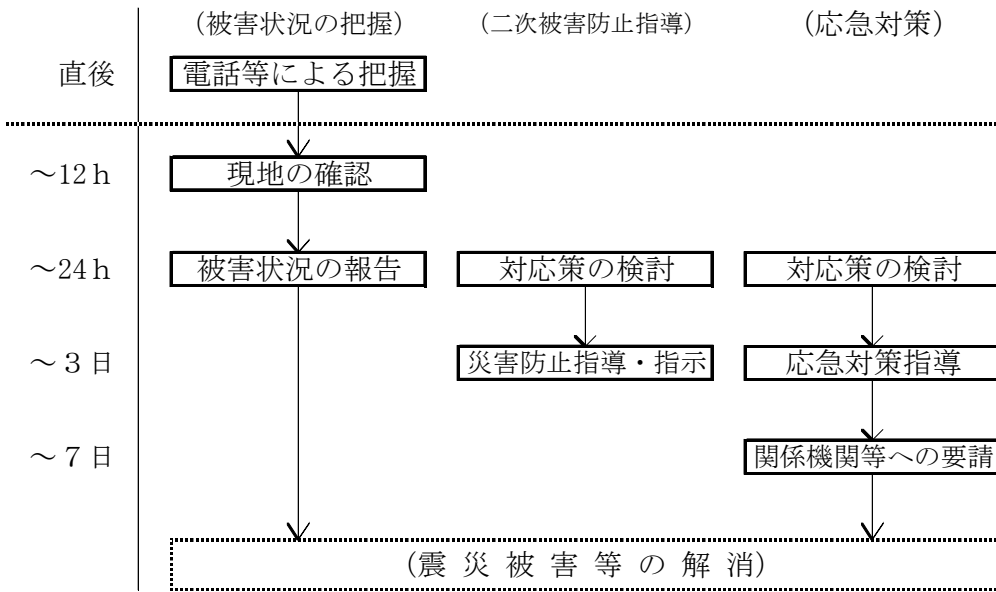 (被害状況の把握) (二次被害防止指導) (応急対策)
直後 電話等による把握
～12ｈ 現地の確認
～24ｈ 被害状況の報告 対応策の検討 対応策の検討
～３日 災害防止指導・指示 応急対策指導
～７日 関係機関等への要請
(震 災 被 害 等 の 解 消)